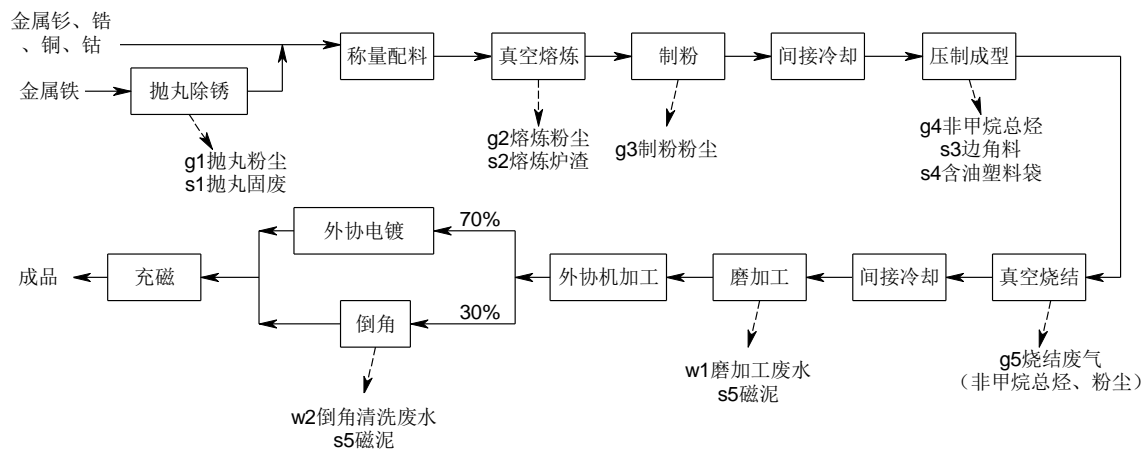 金属钐、锆
、铜、钴
称量配料
真空熔炼
制粉
间接冷却
压制成型
金属铁
抛丸除锈
g1抛丸粉尘
s1抛丸固废
g2熔炼粉尘
s2熔炼炉渣
g3制粉粉尘
g4非甲烷总烃
s3边角料
s4含油塑料袋
外协电镀
70%
成品
充磁
外协机加工
磨加工
间接冷却
真空烧结
倒角
30%
w1磨加工废水
s5磁泥
g5烧结废气
（非甲烷总烃、粉尘）
w2倒角清洗废水
s5磁泥